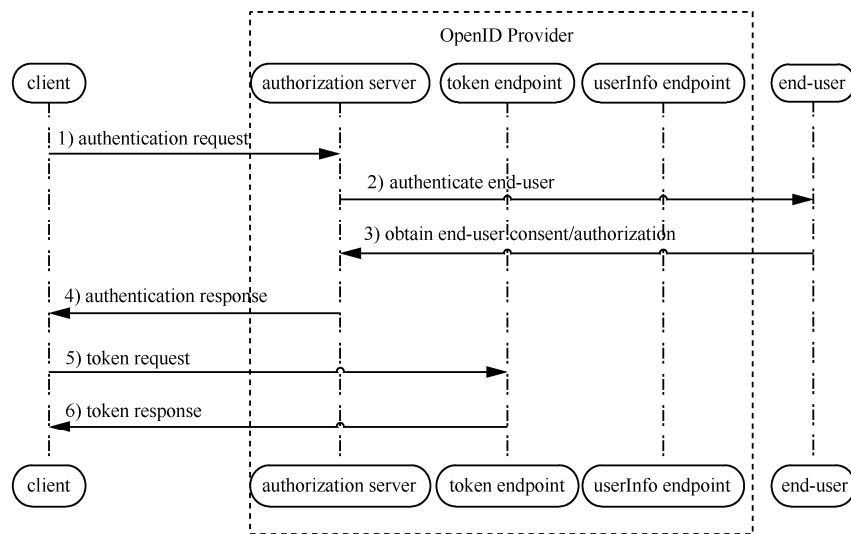 OpenID Provider
client
authorization server
token endpoint
userInfo endpoint
end-user
1) authentication request
2) authenticate end-user
3) obtain end-user consent/authorization
4) authentication response
5) token request
6) token response
client
authorization server
token endpoint
userInfo endpoint
end-user